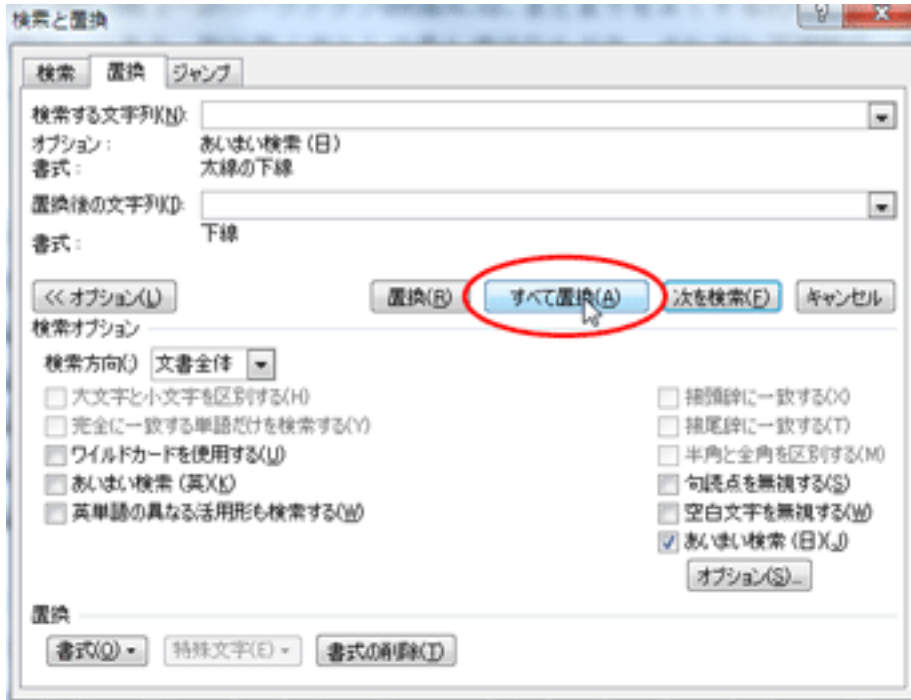 検索と置換
検索 置換 ジャンプ
検索する文字列(N):
オプション: あいまい検索 (日)
書式: 太線の下線
置換後の文字列(I):
書式: 下線
<< オプション(L) 置換(R) すべて置換(A) 次を検索(F) キャンセル
検索オプション
検索方向(:) 文書全体
大文字と小文字を区別する(H) 接頭辞に一致する(X)
完全に一致する単語だけを検索する(Y) 接尾辞に一致する(T)
ワイルドカードを使用する(U) 半角と全角を区別する(M)
あいまい検索 (英)(K) 句読点を無視する(S)
英単語の異なる活用形も検索する(W) 空白文字を無視する(W)
あいまい検索 (日)(J)
オプション(S)...
置換
書式(O) 特殊文字(E) 書式の削除(T)